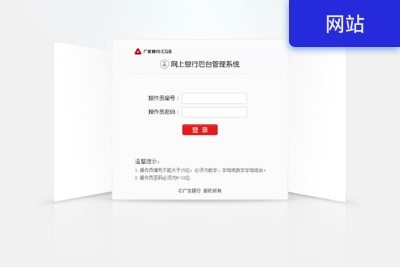 网站
广发银行|CGB
网上银行后台管理系统
操作员编号：
操作员密码：
登 录
温馨提示：
1. 操作员编号不能大于15位，必须为数字、字母或数字字母组合；
2. 操作员密码必须为6-12位.
©广发银行 版权所有